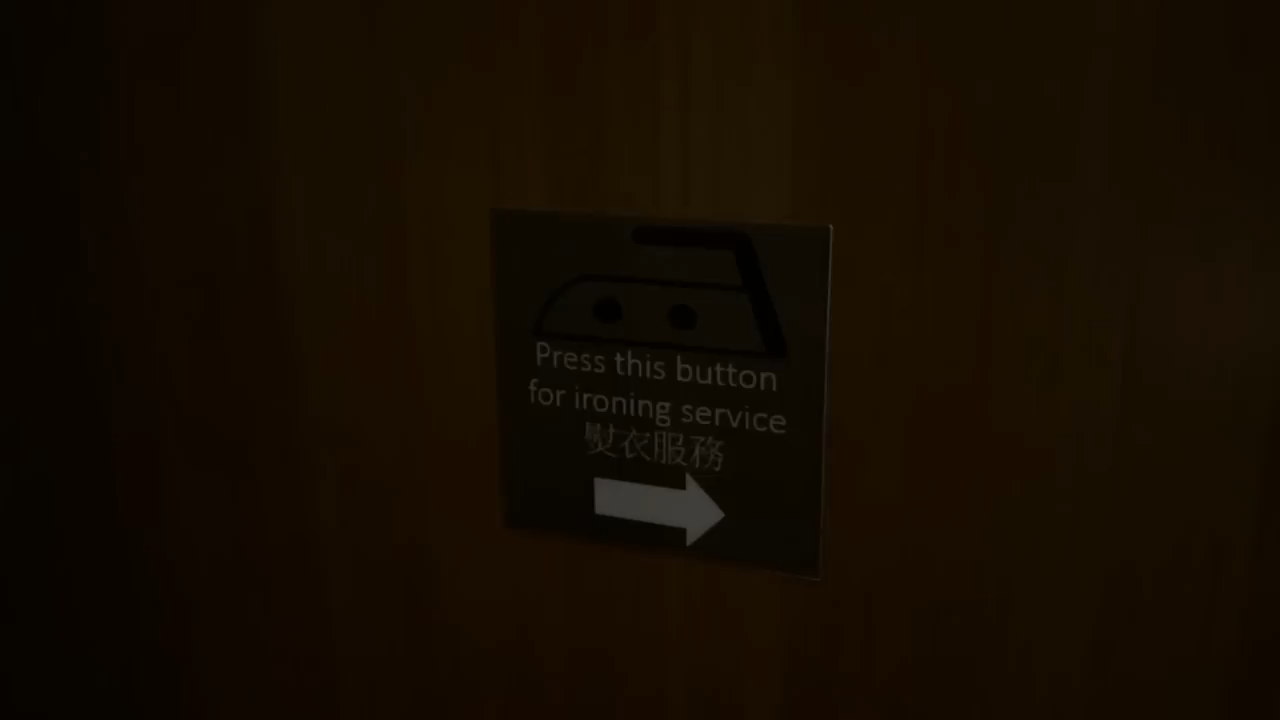 Press this button
for ironing service
熨衣服務